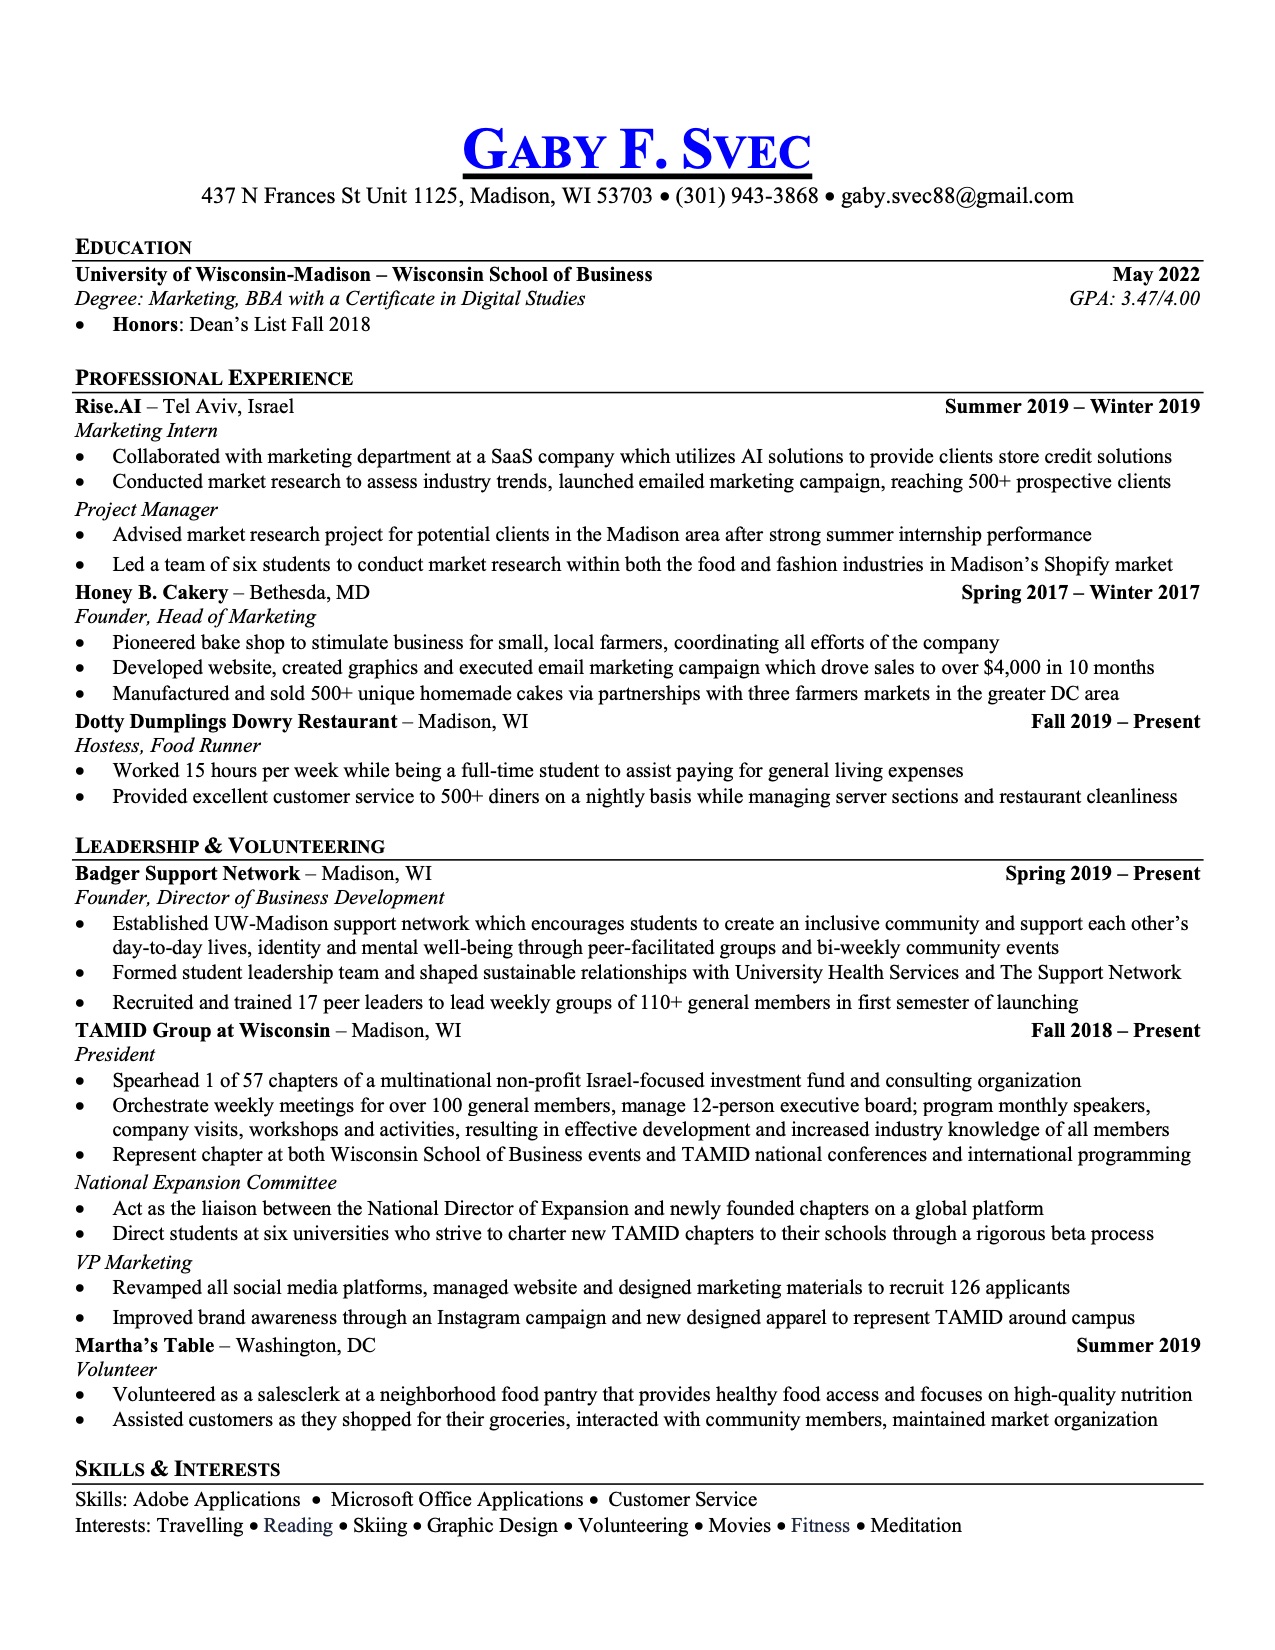 GABY F. SVEC
437 N Frances St Unit 1125, Madison, WI 53703 • (301) 943-3868 • gaby.svec88@gmail.com
EDUCATION
University of Wisconsin-Madison – Wisconsin School of Business May 2022
Degree: Marketing, BBA with a Certificate in Digital Studies GPA: 3.47/4.00
• Honors: Dean's List Fall 2018
PROFESSIONAL EXPERIENCE
Rise.AI – Tel Aviv, Israel Summer 2019 – Winter 2019
Marketing Intern
• Collaborated with marketing department at a SaaS company which utilizes AI solutions to provide clients store credit solutions
• Conducted market research to assess industry trends, launched emailed marketing campaign, reaching 500+ prospective clients
Project Manager
• Advised market research project for potential clients in the Madison area after strong summer internship performance
• Led a team of six students to conduct market research within both the food and fashion industries in Madison's Shopify market
Honey B. Cakery – Bethesda, MD Spring 2017 – Winter 2017
Founder, Head of Marketing
• Pioneered bake shop to stimulate business for small, local farmers, coordinating all efforts of the company
• Developed website, created graphics and executed email marketing campaign which drove sales to over $4,000 in 10 months
• Manufactured and sold 500+ unique homemade cakes via partnerships with three farmers markets in the greater DC area
Dotty Dumplings Dowry Restaurant – Madison, WI Fall 2019 – Present
Hostess, Food Runner
• Worked 15 hours per week while being a full-time student to assist paying for general living expenses
• Provided excellent customer service to 500+ diners on a nightly basis while managing server sections and restaurant cleanliness
LEADERSHIP & VOLUNTEERING
Badger Support Network – Madison, WI Spring 2019 – Present
Founder, Director of Business Development
• Established UW-Madison support network which encourages students to create an inclusive community and support each other's
day-to-day lives, identity and mental well-being through peer-facilitated groups and bi-weekly community events
• Formed student leadership team and shaped sustainable relationships with University Health Services and The Support Network
• Recruited and trained 17 peer leaders to lead weekly groups of 110+ general members in first semester of launching
TAMID Group at Wisconsin – Madison, WI Fall 2018 – Present
President
• Spearhead 1 of 57 chapters of a multinational non-profit Israel-focused investment fund and consulting organization
• Orchestrate weekly meetings for over 100 general members, manage 12-person executive board; program monthly speakers,
company visits, workshops and activities, resulting in effective development and increased industry knowledge of all members
• Represent chapter at both Wisconsin School of Business events and TAMID national conferences and international programming
National Expansion Committee
• Act as the liaison between the National Director of Expansion and newly founded chapters on a global platform
• Direct students at six universities who strive to charter new TAMID chapters to their schools through a rigorous beta process
VP Marketing
• Revamped all social media platforms, managed website and designed marketing materials to recruit 126 applicants
• Improved brand awareness through an Instagram campaign and new designed apparel to represent TAMID around campus
Martha's Table – Washington, DC Summer 2019
Volunteer
• Volunteered as a salesclerk at a neighborhood food pantry that provides healthy food access and focuses on high-quality nutrition
• Assisted customers as they shopped for their groceries, interacted with community members, maintained market organization
SKILLS & INTERESTS
Skills: Adobe Applications • Microsoft Office Applications • Customer Service
Interests: Travelling • Reading • Skiing • Graphic Design • Volunteering • Movies • Fitness • Meditation